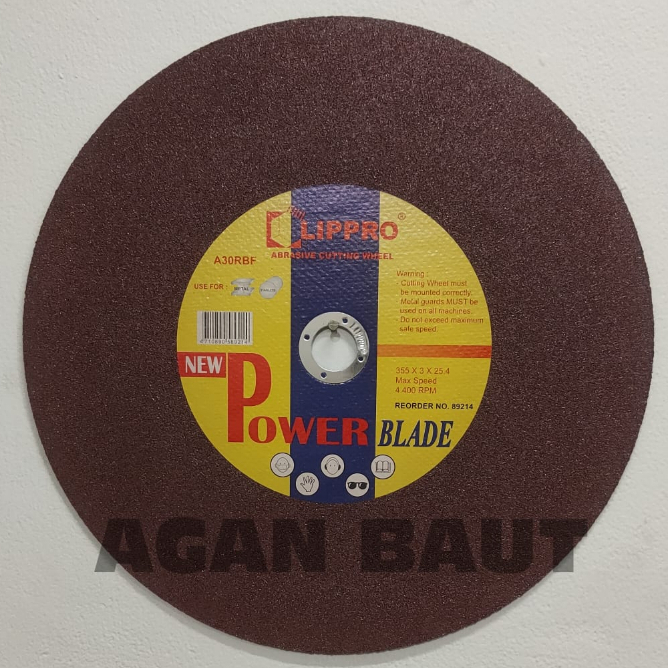 CLIPPRO®
ABRASIVE CUTTING WHEEL
A30RBF
USE FOR :
METAL
Warning :
Cutting Wheel must
be mounted correctly.
Metal guards MUST be
used on all machines.
Do not exceed maximum
safe speed.
NEW
POWER BLADE
355 X 3 X 25.4
Max Speed
4.400 RPM
REORDER NO. 89214
AGAN BAUT